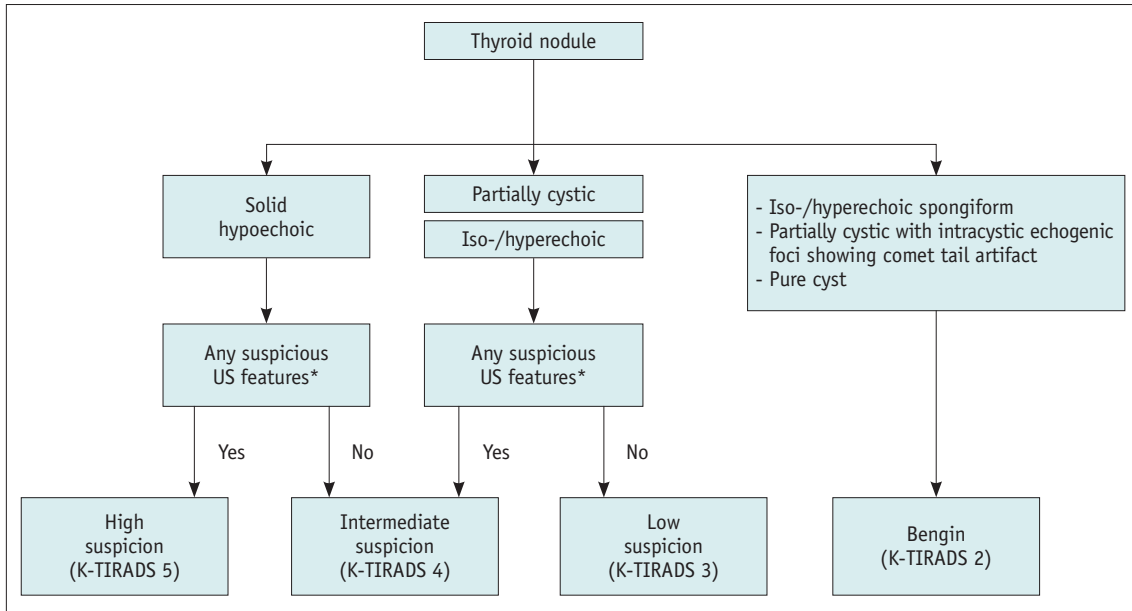 Thyroid nodule
Solid
hypoechoic
Partially cystic
Iso-/hyperechoic
- Iso-/hyperechoic spongiform
- Partially cystic with intracystic echogenic
foci showing comet tail artifact
- Pure cyst
Any suspicious
US features*
Any suspicious
US features*
Yes
No
Yes
No
High
suspicion
(K-TIRADS 5)
Intermediate
suspicion
(K-TIRADS 4)
Low
suspicion
(K-TIRADS 3)
Bengin
(K-TIRADS 2)